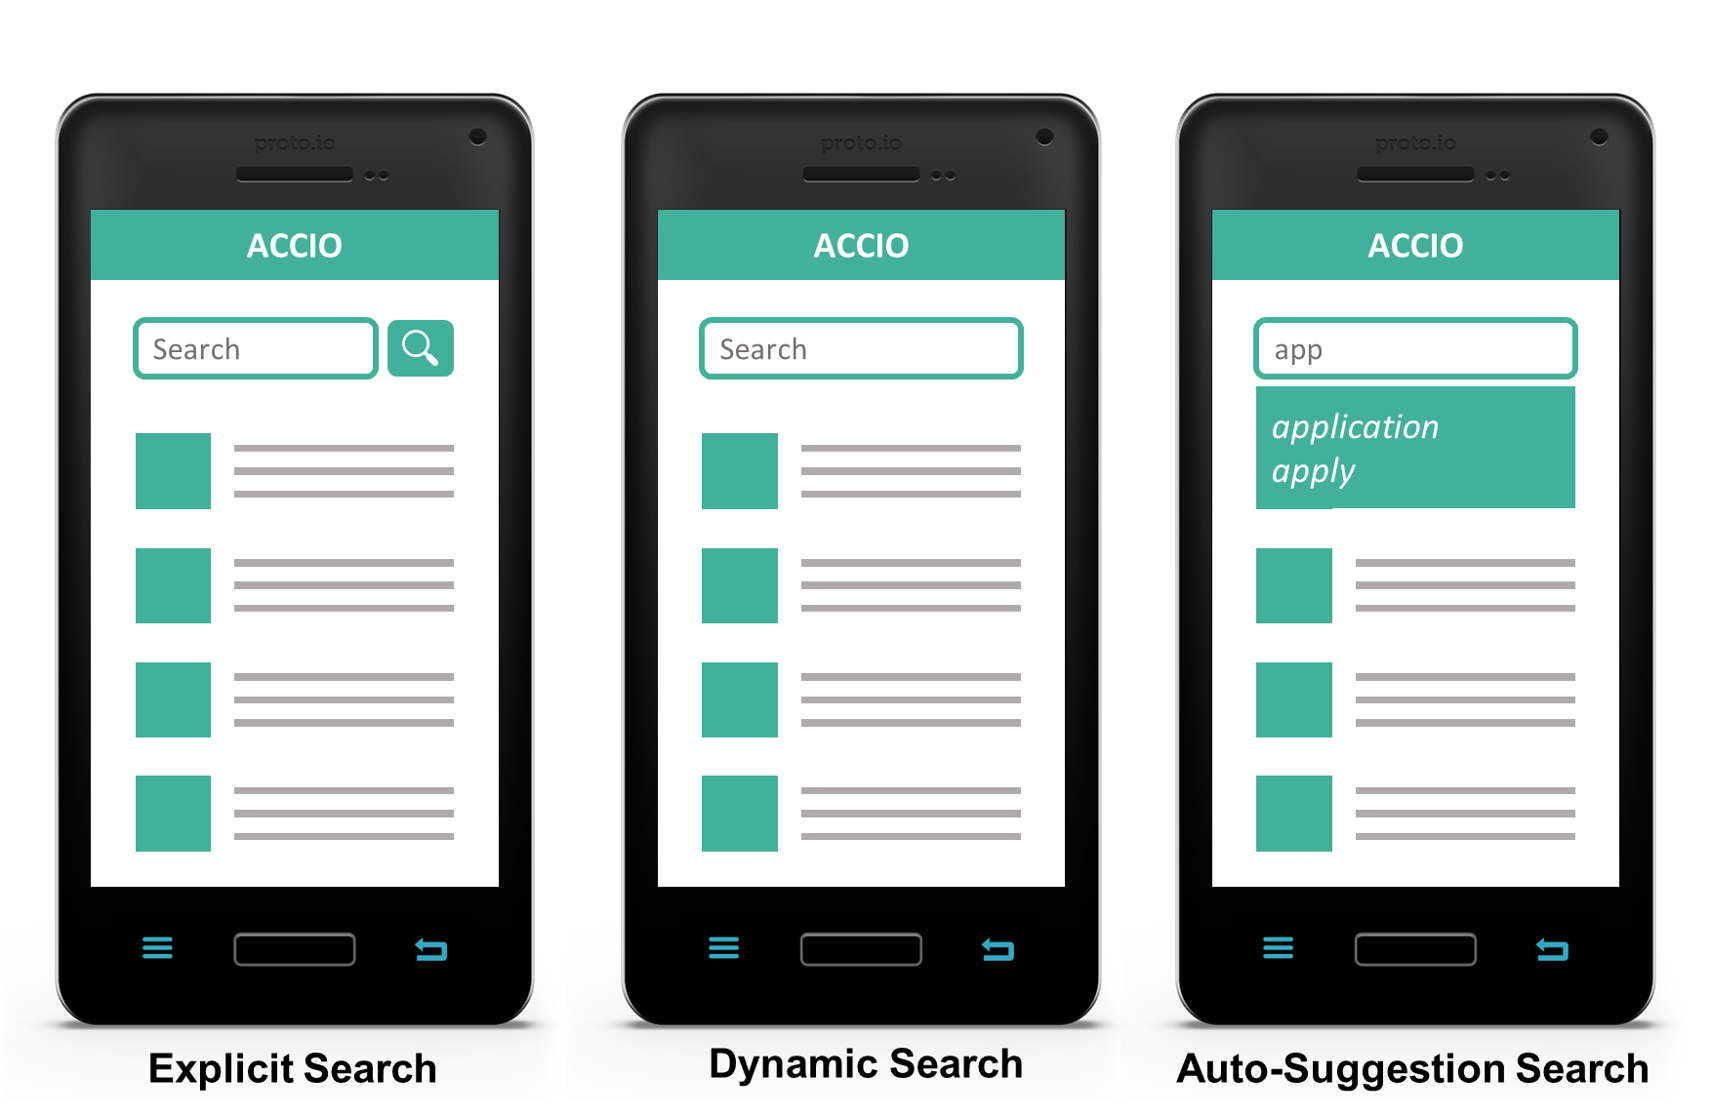 proto.io
ACCIO
Search
Explicit Search
proto.io
ACCIO
Search
Dynamic Search
proto.io
ACCIO
app
application
apply
Auto-Suggestion Search